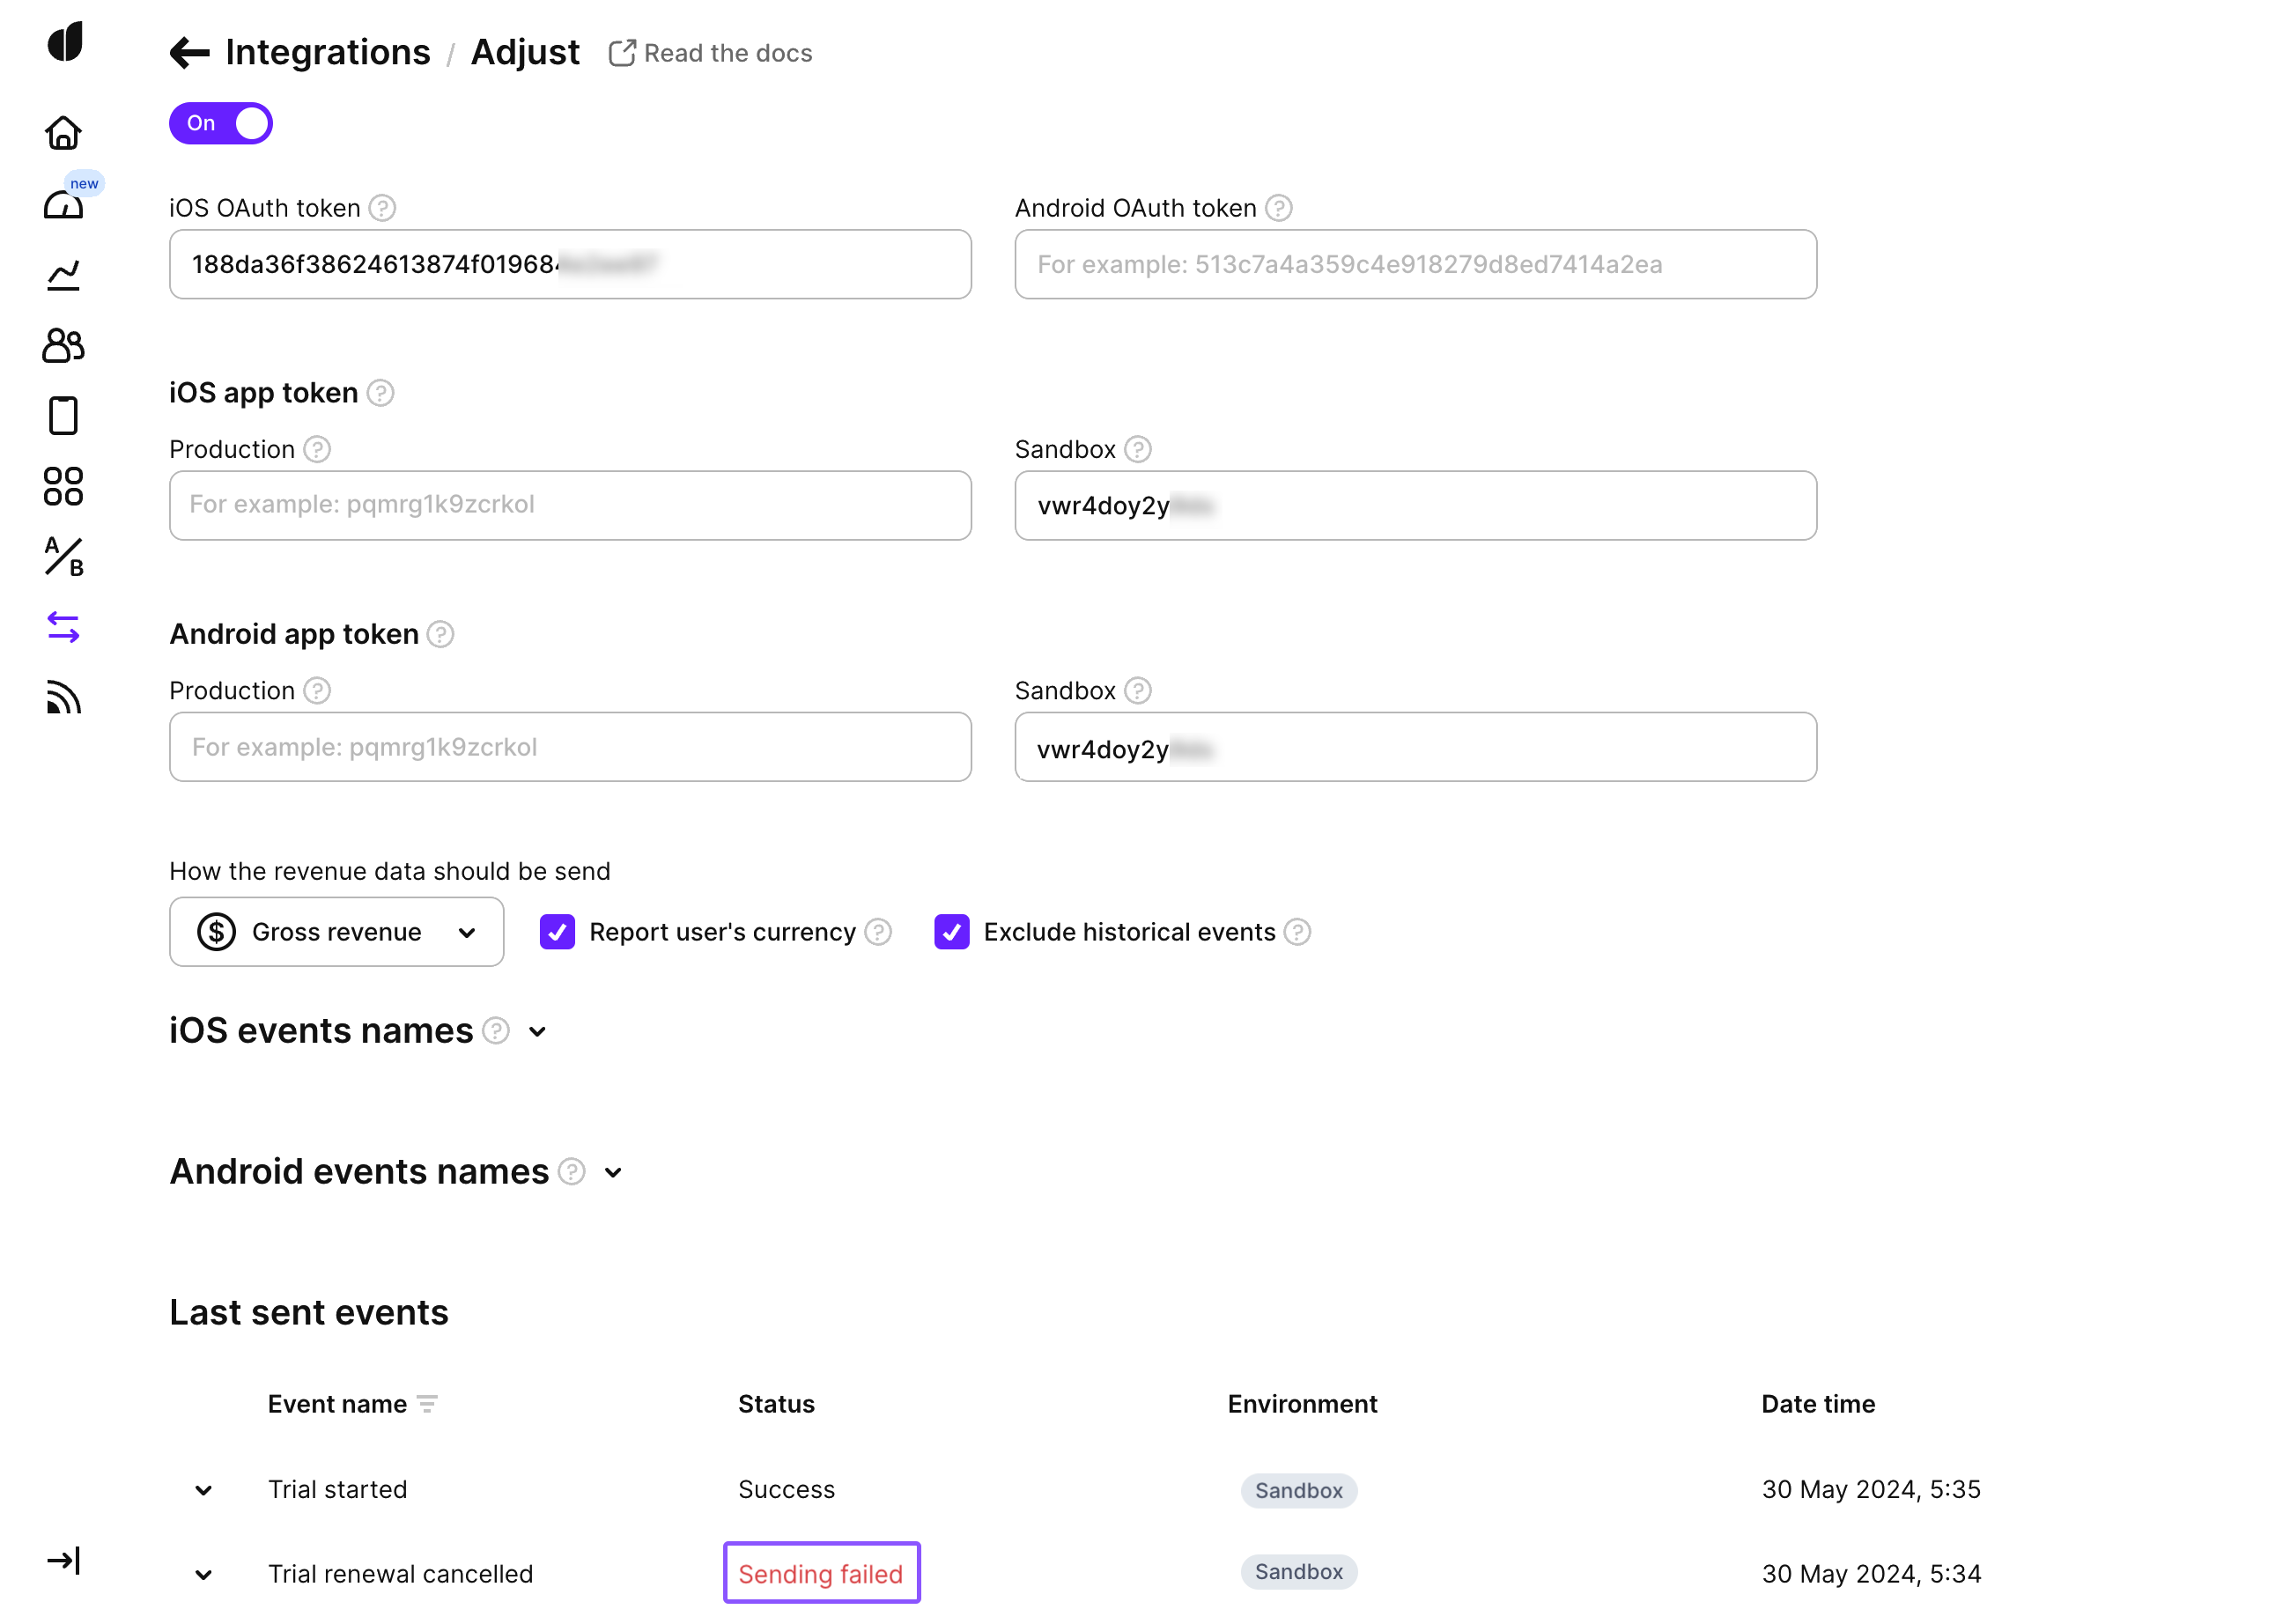 Integrations / Adjust Read the docs
On
new
iOS OAuth token ? Android OAuth token ?
188da36f38624613874f01968 For example: 513c7a4a359c4e918279d8ed7414a2ea
iOS app token ?
Production ? Sandbox ?
For example: pqmrg1k9zcrkol vwr4doy2y
A/B
Android app token ?
Production ? Sandbox ?
For example: pqmrg1k9zcrkol vwr4doy2y
How the revenue data should be send
$ Gross revenue Report user's currency ? Exclude historical events ?
iOS events names ?
Android events names ?
Last sent events
Event name Status Environment Date time
Trial started Success Sandbox 30 May 2024, 5:35
Trial renewal cancelled Sending failed Sandbox 30 May 2024, 5:34